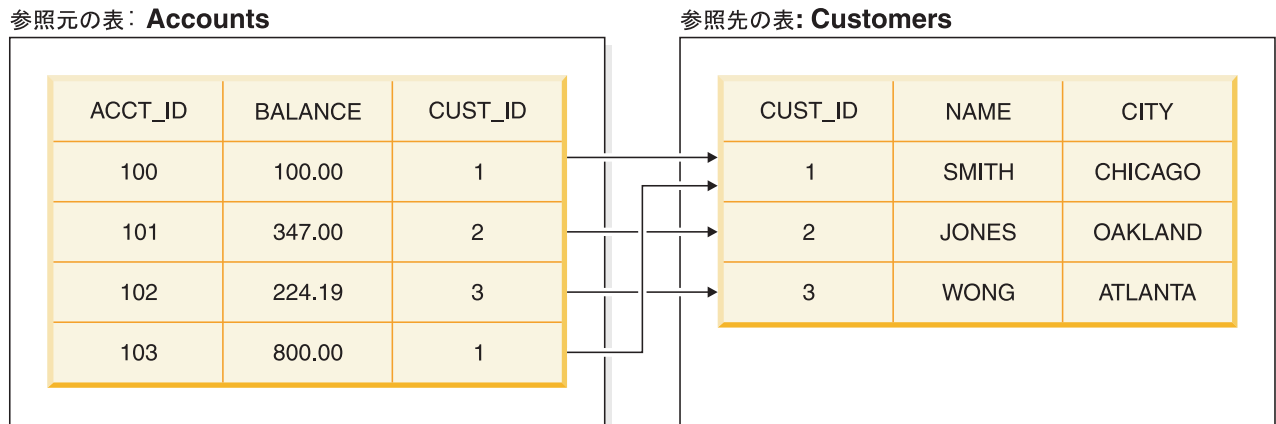 参照元の表: Accounts
ACCT_ID BALANCE CUST_ID
100 100.00 1
101 347.00 2
102 224.19 3
103 800.00 1
参照先の表: Customers
CUST_ID NAME CITY
1 SMITH CHICAGO
2 JONES OAKLAND
3 WONG ATLANTA